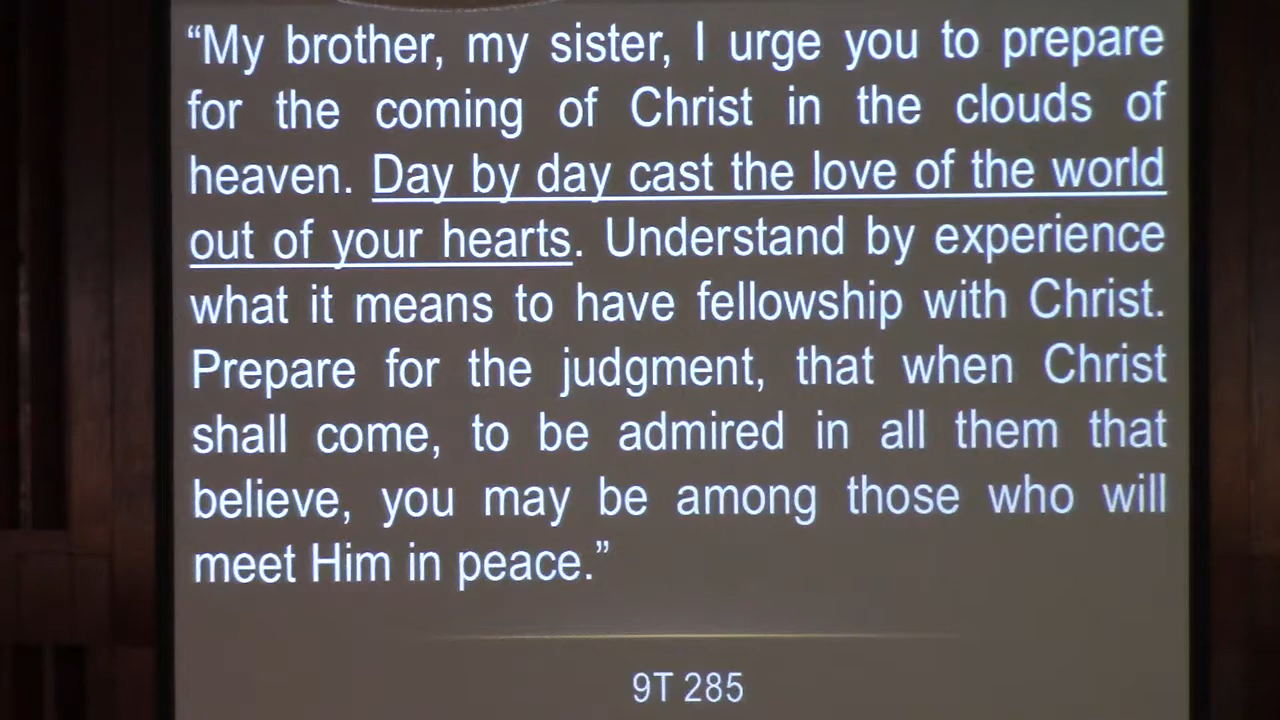 “My brother, my sister, I urge you to prepare
for the coming of Christ in the clouds of
heaven. Day by day cast the love of the world
out of your hearts. Understand by experience
what it means to have fellowship with Christ.
Prepare for the judgment, that when Christ
shall come, to be admired in all them that
believe, you may be among those who will
meet Him in peace.”
9T 285